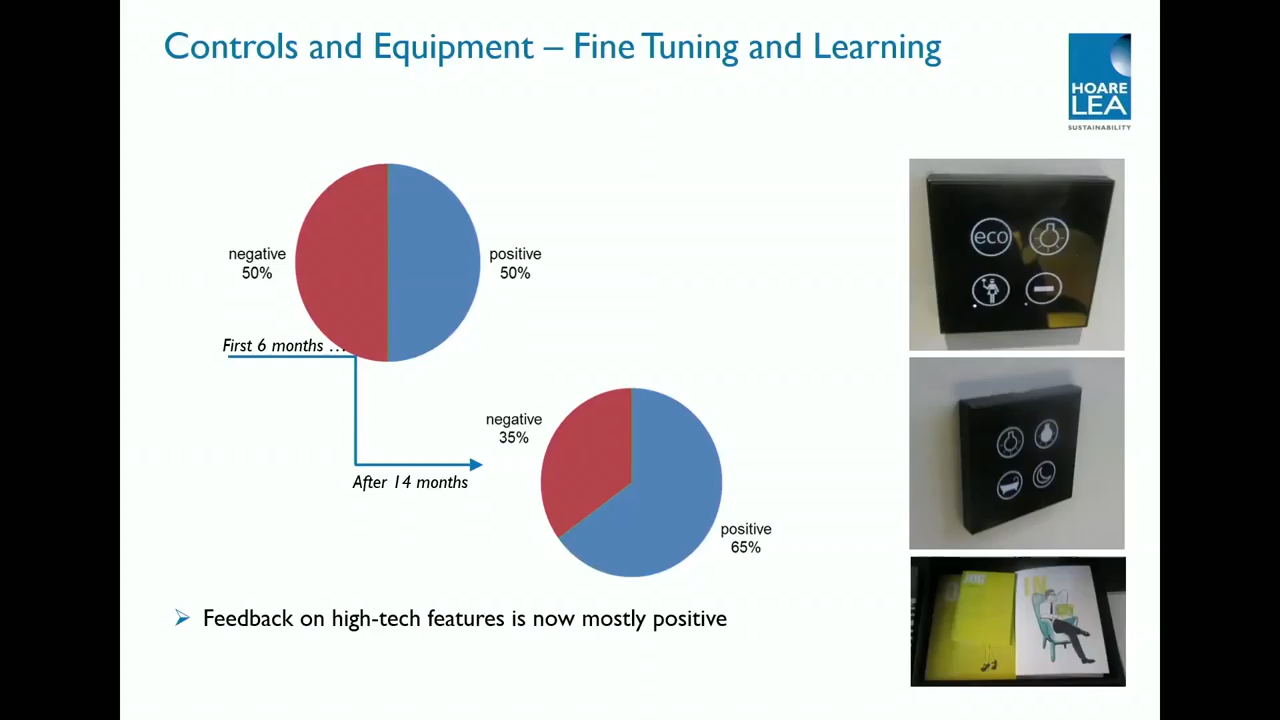 Controls and Equipment – Fine Tuning and Learning
HOARE
LEA
SUSTAINABILITY
negative
50%
positive
50%
First 6 months …
After 14 months
negative
35%
positive
65%
➢ Feedback on high-tech features is now mostly positive
eco
IN